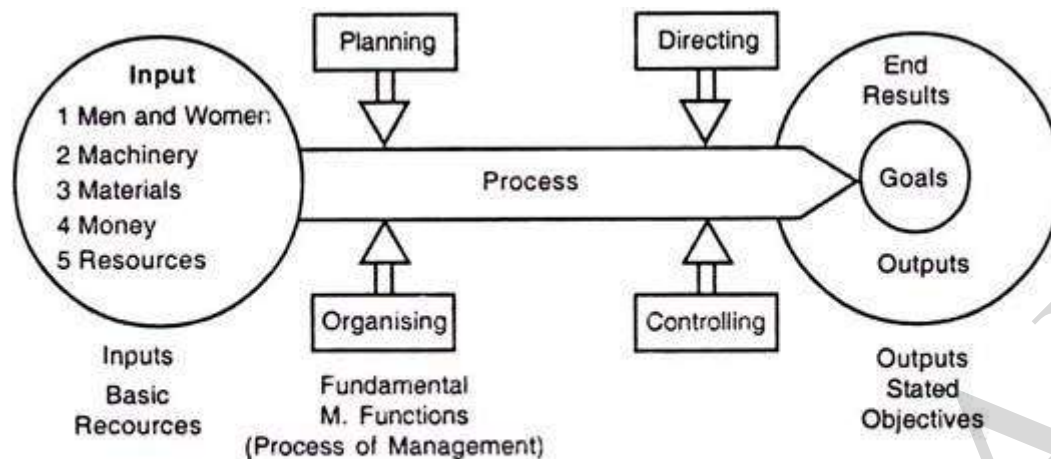 Input
1 Men and Women
2 Machinery
3 Materials
4 Money
5 Resources
Inputs
Basic
Recources
Planning
Directing
Process
Organising
Controlling
Fundamental
M. Functions
(Process of Management)
End
Results
Goals
Outputs
Outputs
Stated
Objectives